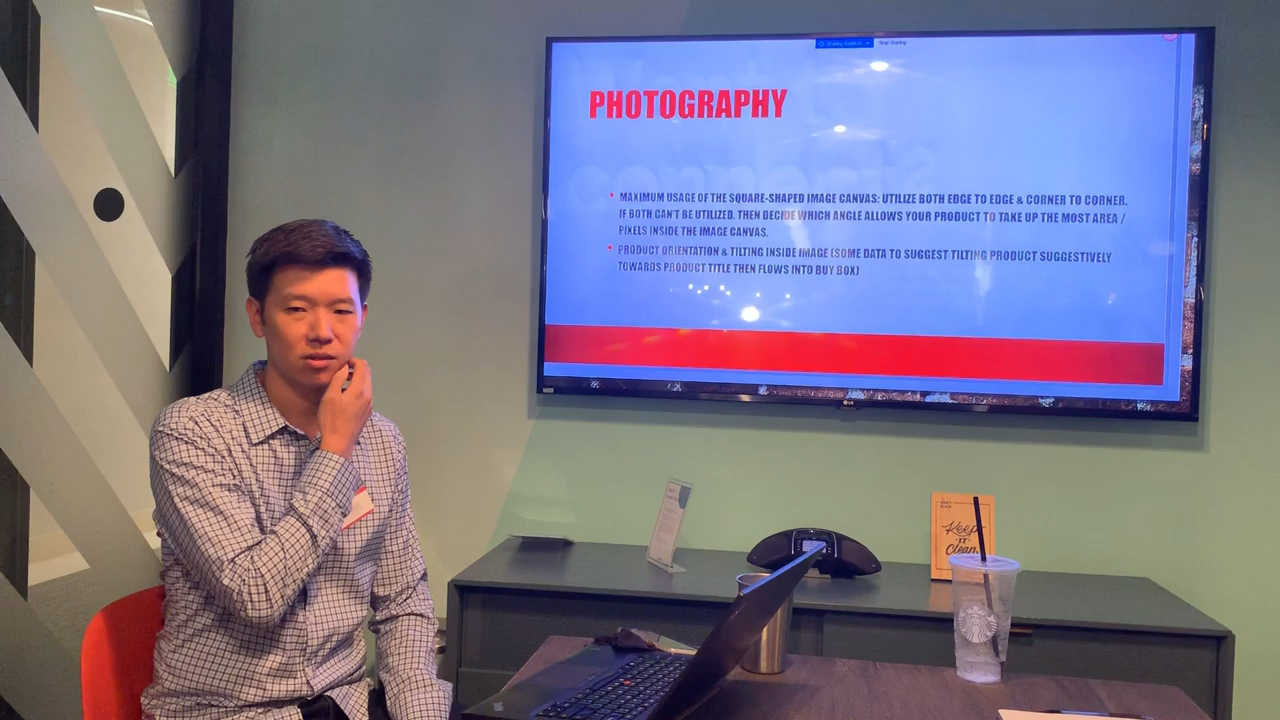 Stop Sharing
PHOTOGRAPHY
MAXIMUM USAGE OF THE SQUARE-SHAPED IMAGE CANVAS: UTILIZE BOTH EDGE TO EDGE & CORNER TO CORNER.
IF BOTH CAN'T BE UTILIZED. THEN DECIDE WHICH ANGLE ALLOWS YOUR PRODUCT TO TAKE UP THE MOST AREA /
PIXELS INSIDE THE IMAGE CANVAS.
PRODUCT ORIENTATION & TILTING INSIDE IMAGE (SOME DATA TO SUGGEST TILTING PRODUCT SUGGESTIVELY
TOWARDS PRODUCT TITLE THEN FLOWS INTO BUY BOX)
LG
Keep
IT
Clean